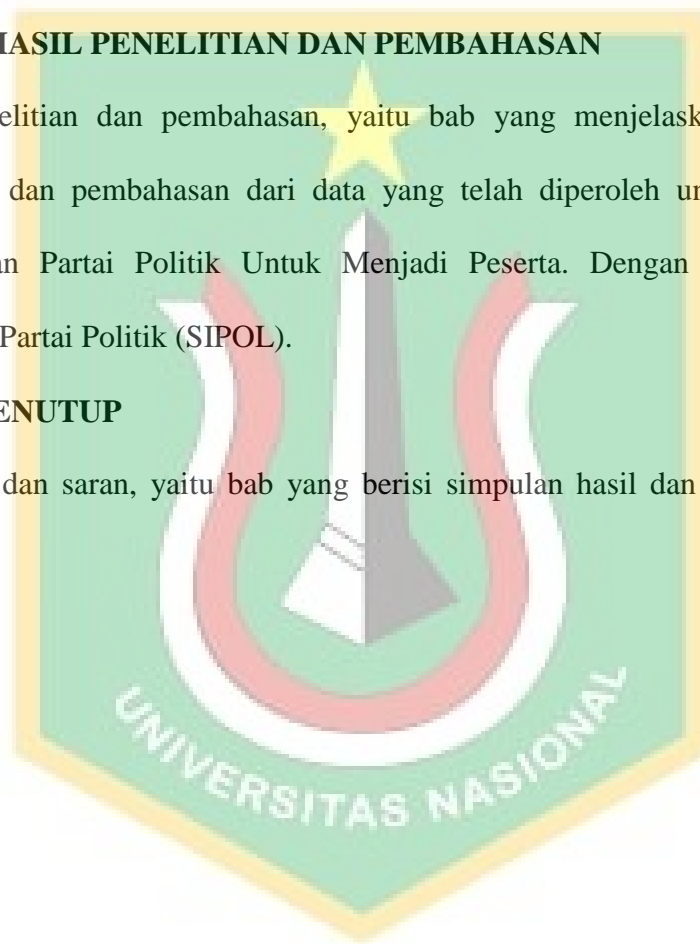 HASIL PENELITIAN DAN PEMBAHASAN
elitian dan pembahasan, yaitu bab yang menjelask
dan pembahasan dari data yang telah diperoleh un
an Partai Politik Untuk Menjadi Peserta. Dengan
Partai Politik (SIPOL).
ENUTUP
dan saran, yaitu bab yang berisi simpulan hasil dan
UNIVERSITAS NASIONAL